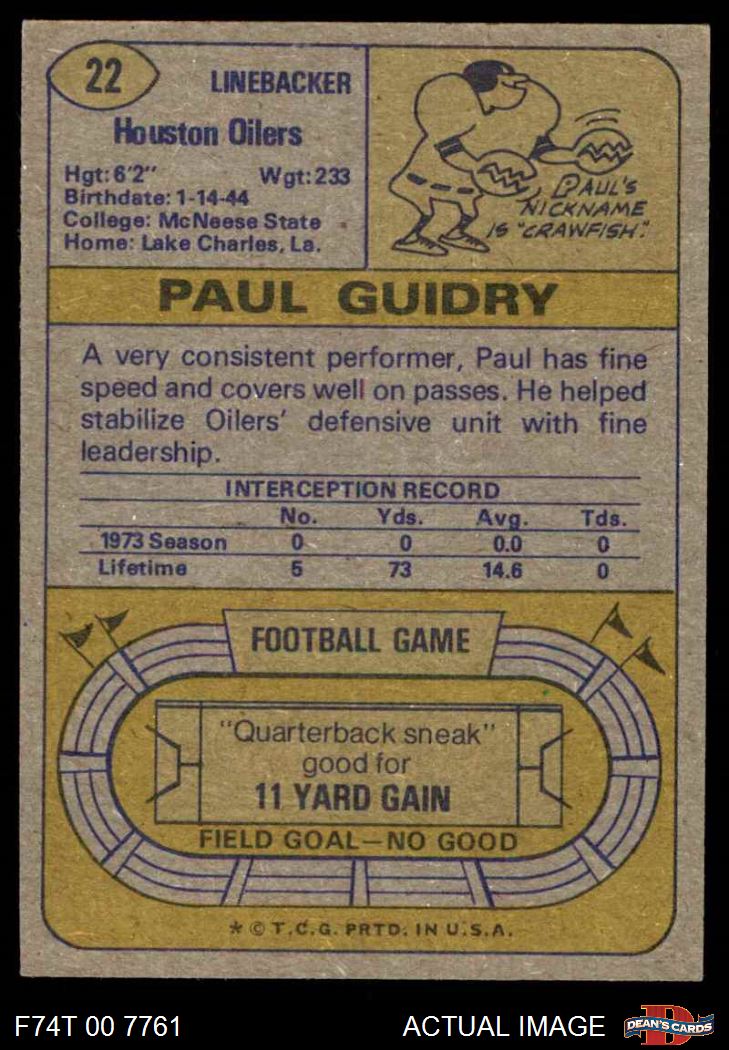 22
LINEBACKER
Houston Oilers
Hgt: 6'2" Wgt: 233
Birthdate: 1-14-44
College: McNeese State
Home: Lake Charles, La.
PAUL'S
NICKNAME
IS "CRAWFISH".
PAUL GUIDRY
A very consistent performer, Paul has fine
speed and covers well on passes. He helped
stabilize Oilers' defensive unit with fine
leadership.
INTERCEPTION RECORD
No. Yds. Avg. Tds.
1973 Season 0 0 0.0 0
Lifetime 5 73 14.6 0
FOOTBALL GAME
"Quarterback sneak"
good for
11 YARD GAIN
FIELD GOAL—NO GOOD
* © T.C.G. PRTD. IN U.S.A.
F74T 00 7761 ACTUAL IMAGE
DEAN'S CARDS